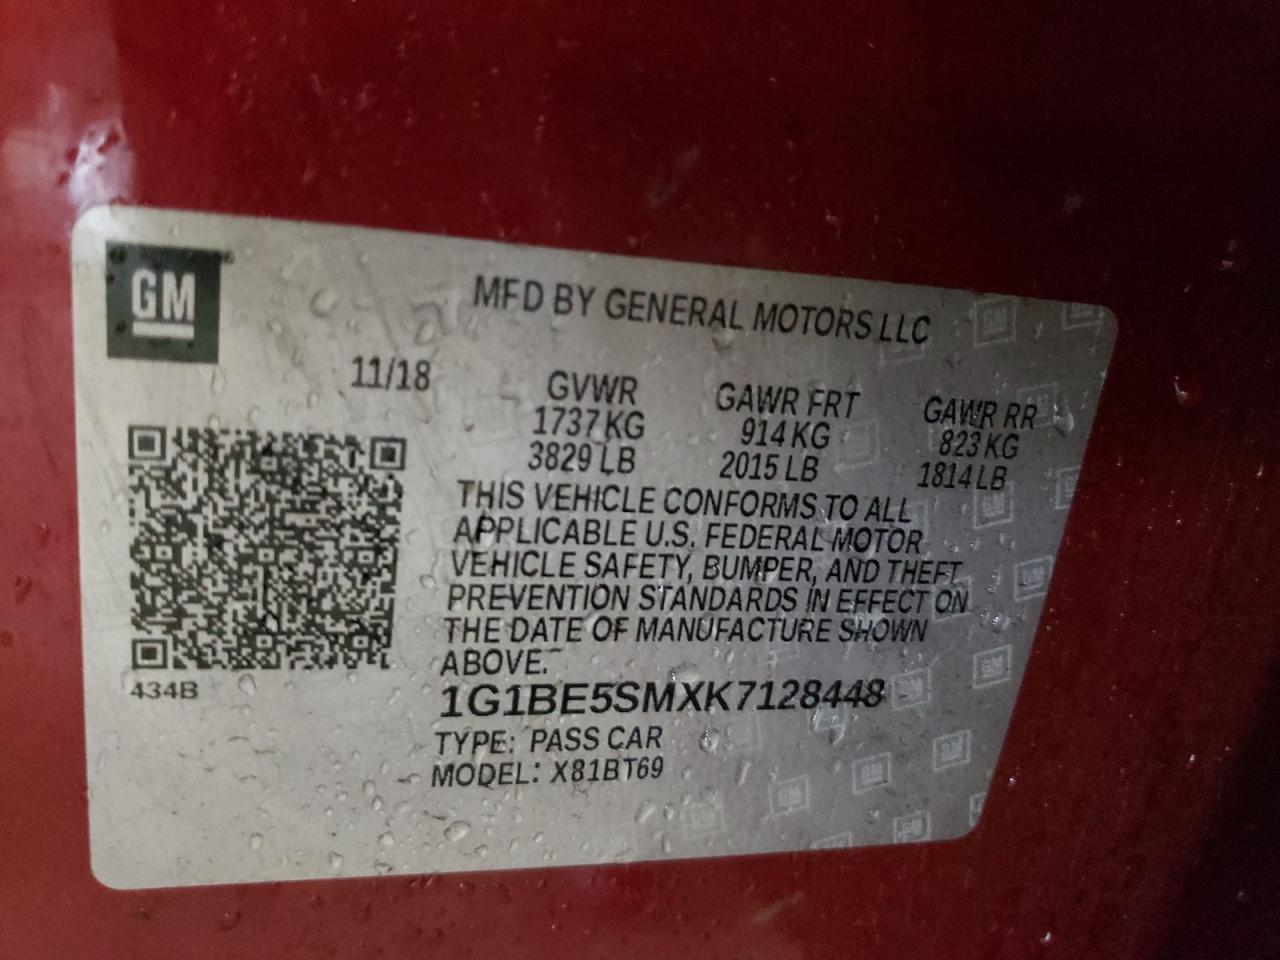 GM
MFD BY GENERAL MOTORS LLC
11/18
GVWR GAWR FRT GAWR RR
1737 KG 914 KG 823 KG
3829 LB 2015 LB 1814 LB
THIS VEHICLE CONFORMS TO ALL
APPLICABLE U.S. FEDERAL MOTOR
VEHICLE SAFETY, BUMPER, AND THEFT
PREVENTION STANDARDS IN EFFECT ON
THE DATE OF MANUFACTURE SHOWN
ABOVE.
434B
1G1BE5SMXK7128448
TYPE: PASS CAR
MODEL: X81BT69